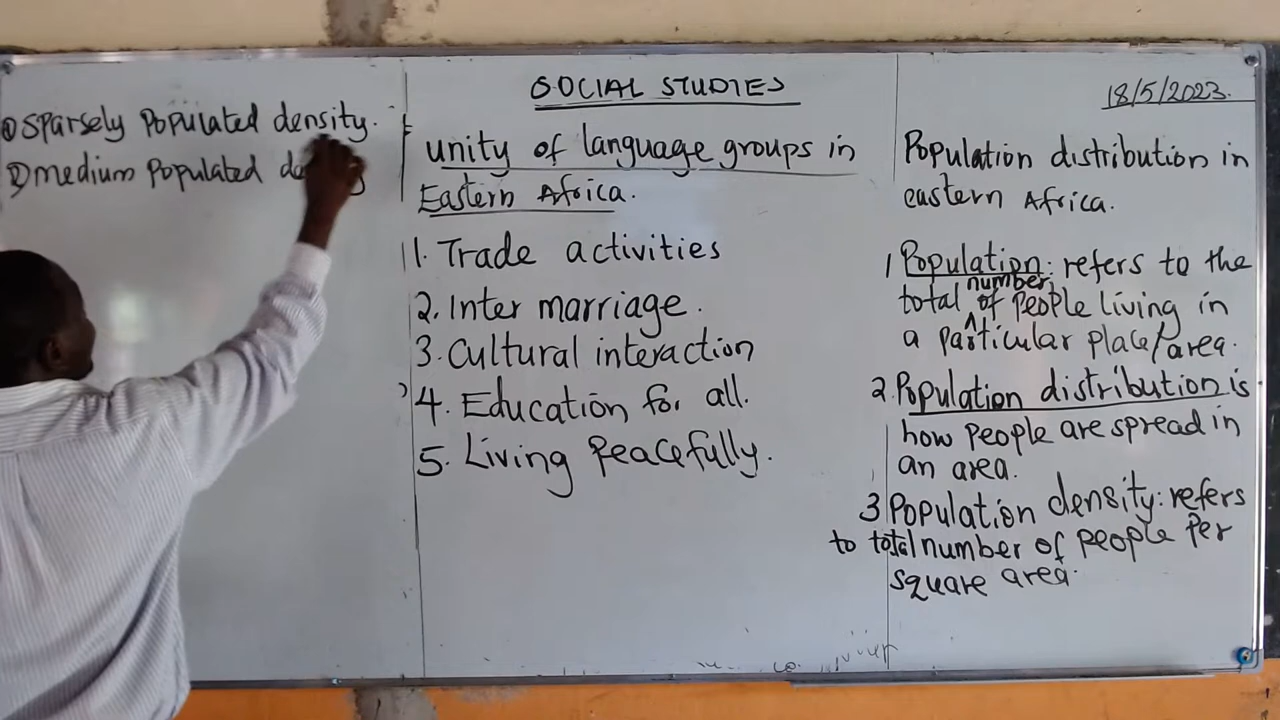 SOCIAL STUDIES
18/5/2023.
① Sparsely Populated density.
② medium Populated
unity of language groups in
Eastern Africa.
1. Trade activities
2. Inter marriage.
3. Cultural interaction
4. Education for all.
5. Living Peacefully.
Population distribution in
eastern Africa.
1 Population: refers to the
total number of people living in
a particular place/area.
2. Population distribution is
how people are spread in
an area.
3 Population density: refers
to total number of people Per
square area.